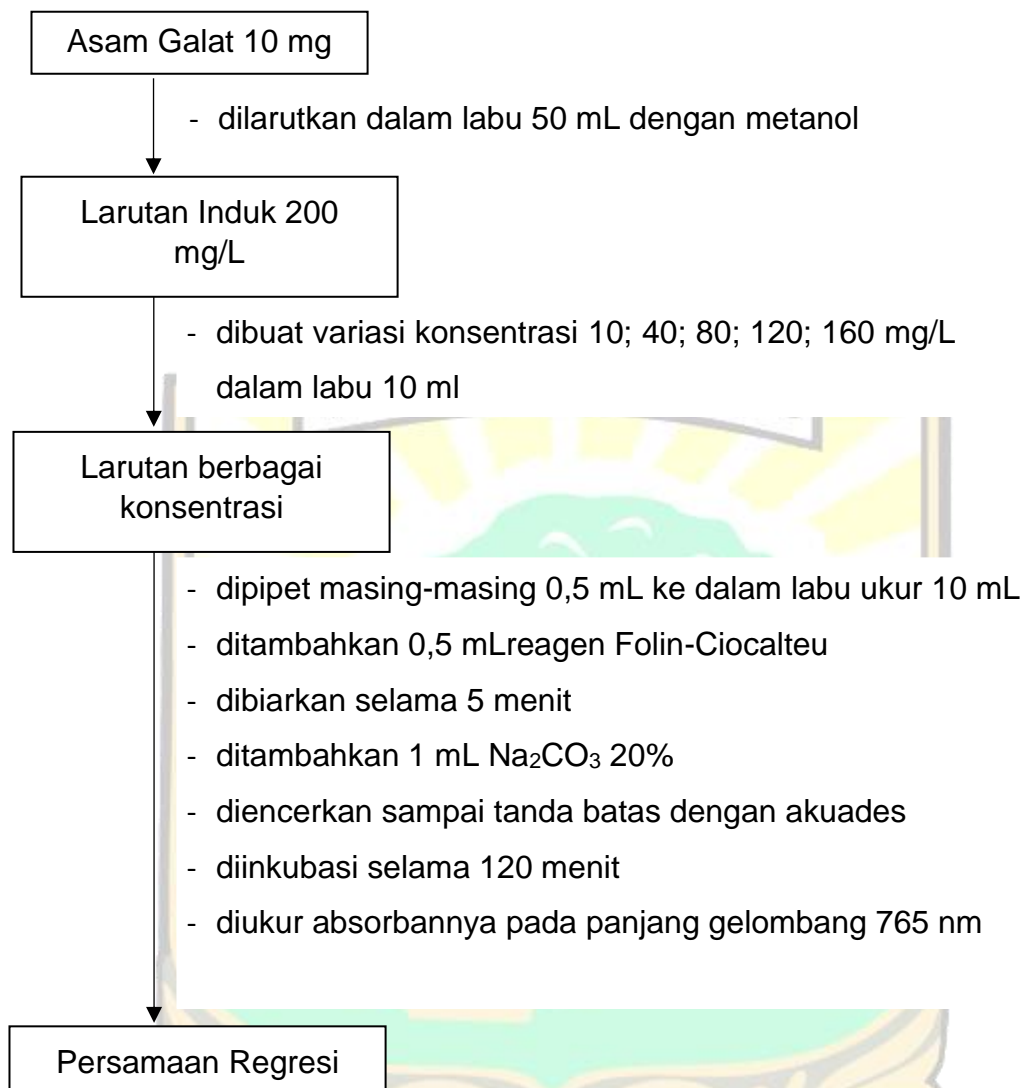 Asam Galat 10 mg
- dilarutkan dalam labu 50 mL dengan metanol
Larutan Induk 200
mg/L
- dibuat variasi konsentrasi 10; 40; 80; 120; 160 mg/L
dalam labu 10 ml
Larutan berbagai
konsentrasi
- dipipet masing-masing 0,5 mL ke dalam labu ukur 10 mL
- ditambahkan 0,5 mLreagen Folin-Ciocalteu
- dibiarkan selama 5 menit
- ditambahkan 1 mL Na₂CO₃ 20%
- diencerkan sampai tanda batas dengan akuades
- diinkubasi selama 120 menit
- diukur absorbannya pada panjang gelombang 765 nm
Persamaan Regresi